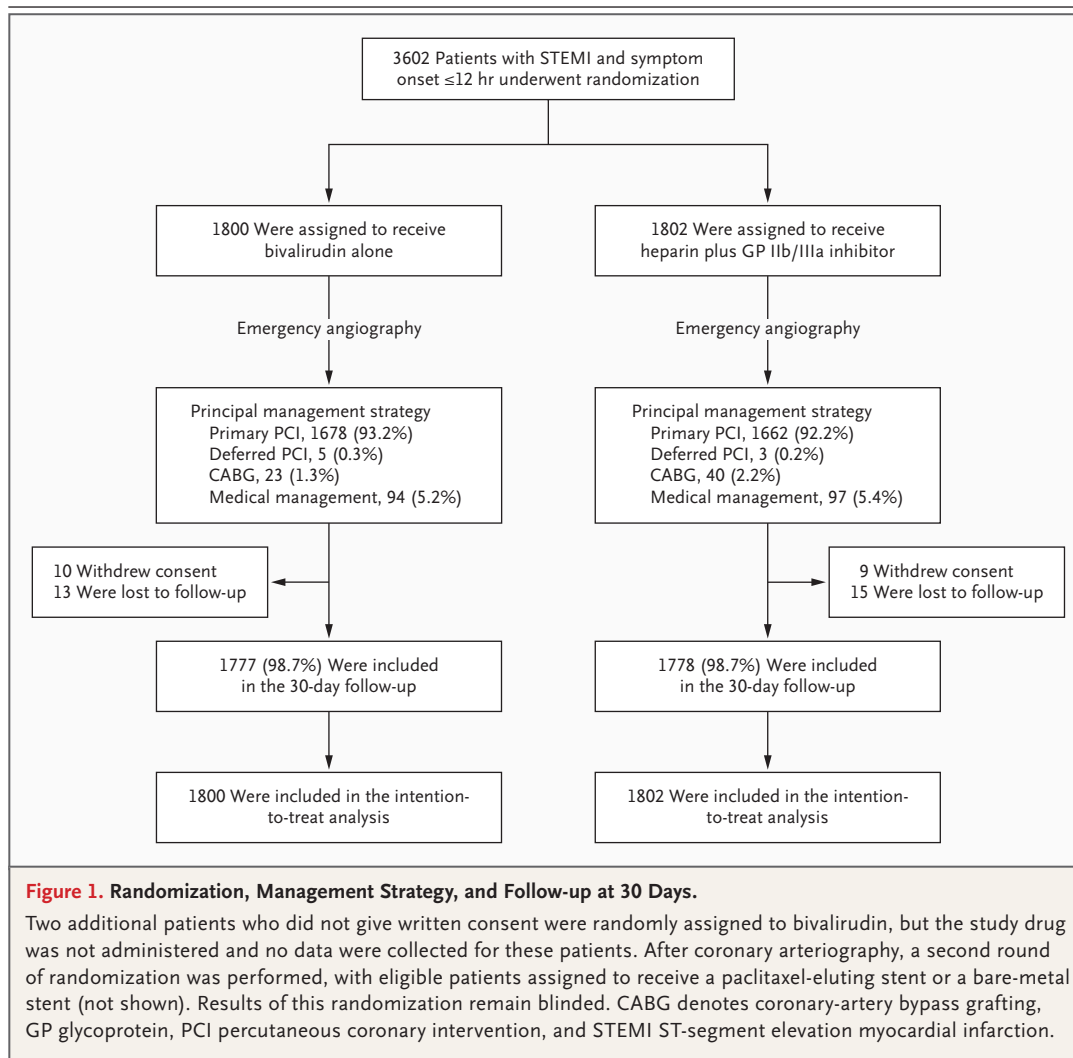 3602 Patients with STEMI and symptom
onset ≤12 hr underwent randomization
1800 Were assigned to receive
bivalirudin alone
1802 Were assigned to receive
heparin plus GP IIb/IIIa inhibitor
Emergency angiography
Emergency angiography
Principal management strategy
Primary PCI, 1678 (93.2%)
Deferred PCI, 5 (0.3%)
CABG, 23 (1.3%)
Medical management, 94 (5.2%)
Principal management strategy
Primary PCI, 1662 (92.2%)
Deferred PCI, 3 (0.2%)
CABG, 40 (2.2%)
Medical management, 97 (5.4%)
10 Withdrew consent
13 Were lost to follow-up
9 Withdrew consent
15 Were lost to follow-up
1777 (98.7%) Were included
in the 30-day follow-up
1778 (98.7%) Were included
in the 30-day follow-up
1800 Were included in the intention-
to-treat analysis
1802 Were included in the intention-
to-treat analysis
Figure 1. Randomization, Management Strategy, and Follow-up at 30 Days.
Two additional patients who did not give written consent were randomly assigned to bivalirudin, but the study drug
was not administered and no data were collected for these patients. After coronary arteriography, a second round
of randomization was performed, with eligible patients assigned to receive a paclitaxel-eluting stent or a bare-metal
stent (not shown). Results of this randomization remain blinded. CABG denotes coronary-artery bypass grafting,
GP glycoprotein, PCI percutaneous coronary intervention, and STEMI ST-segment elevation myocardial infarction.